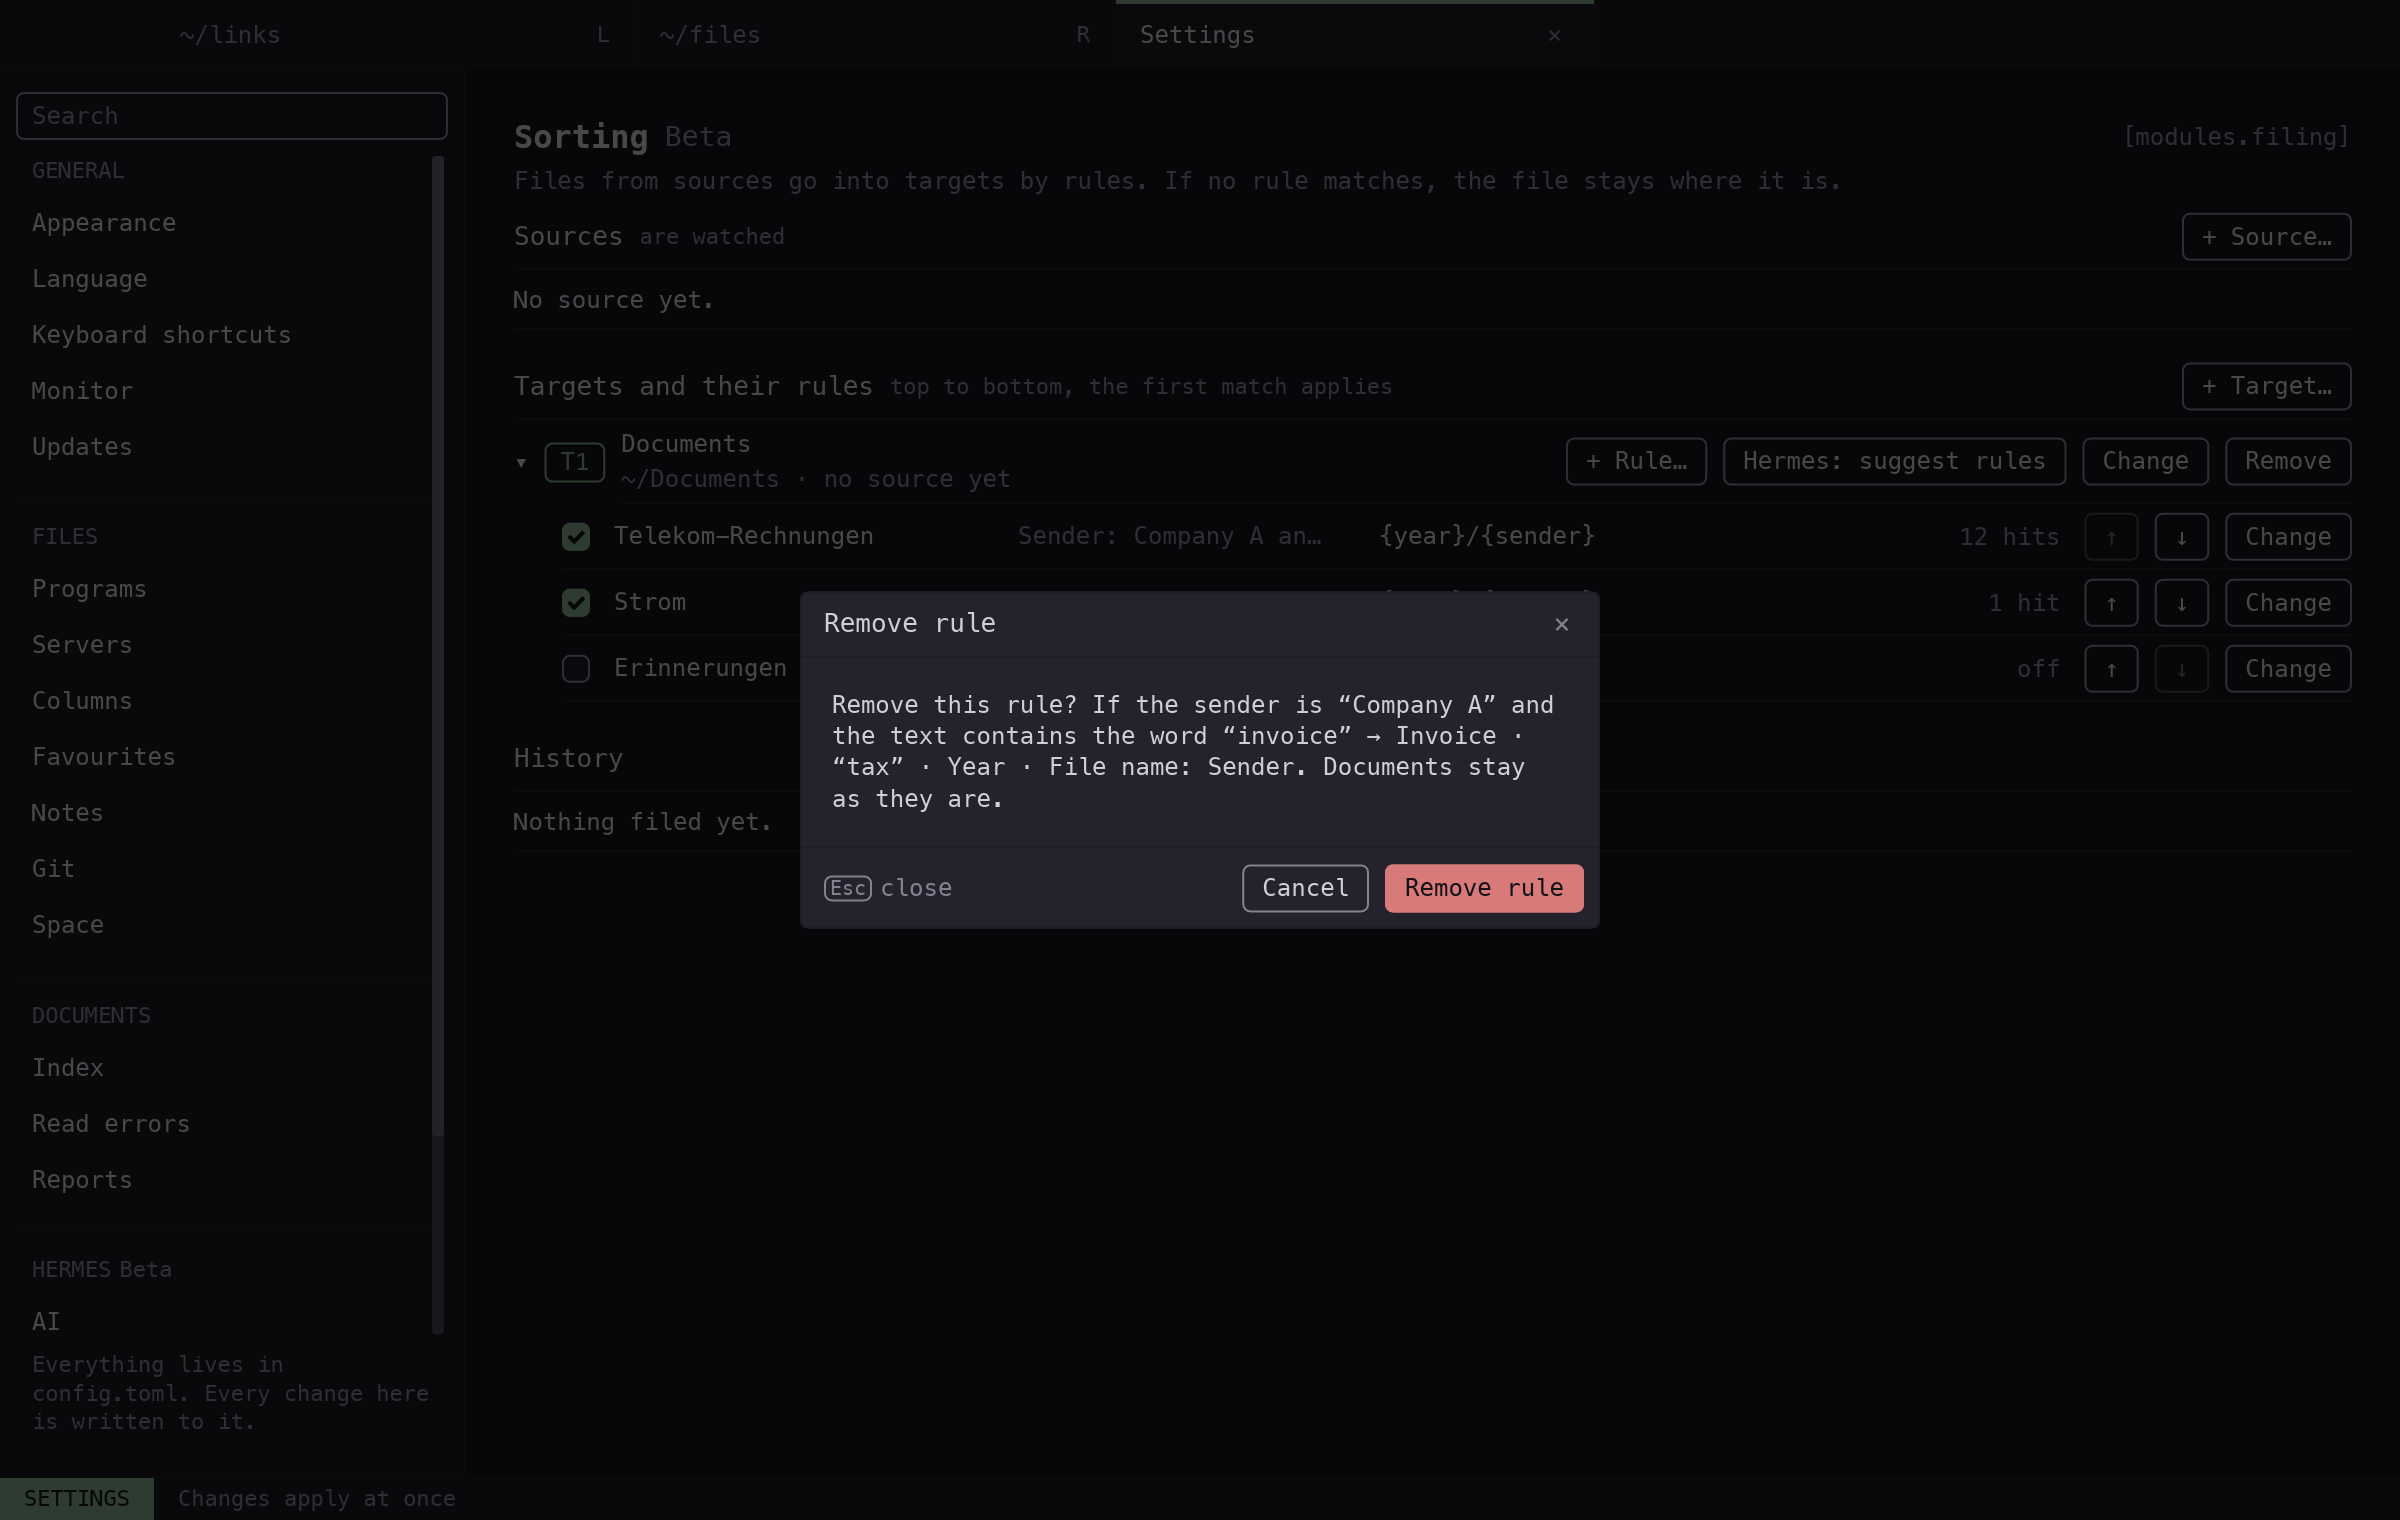 ~/links L ~/files R Settings ×
Search
GENERAL
Appearance
Language
Keyboard shortcuts
Monitor
Updates
FILES
Programs
Servers
Columns
Favourites
Notes
Git
Space
DOCUMENTS
Index
Read errors
Reports
HERMES Beta
AI
Everything lives in
config.toml. Every change here
is written to it.
Sorting Beta [modules.filing]
Files from sources go into targets by rules. If no rule matches, the file stays where it is.
Sources are watched + Source…
No source yet.
Targets and their rules top to bottom, the first match applies + Target…
▾ T1 Documents
~/Documents · no source yet
+ Rule… Hermes: suggest rules Change Remove
Telekom-Rechnungen Sender: Company A an… {year}/{sender} 12 hits ↑ ↓ Change
Strom 1 hit ↑ ↓ Change
Erinnerungen off ↑ ↓ Change
History
Nothing filed yet.
Remove rule ×
Remove this rule? If the sender is “Company A” and
the text contains the word “invoice” → Invoice ·
“tax” · Year · File name: Sender. Documents stay
as they are.
Esc close Cancel Remove rule
SETTINGS Changes apply at once